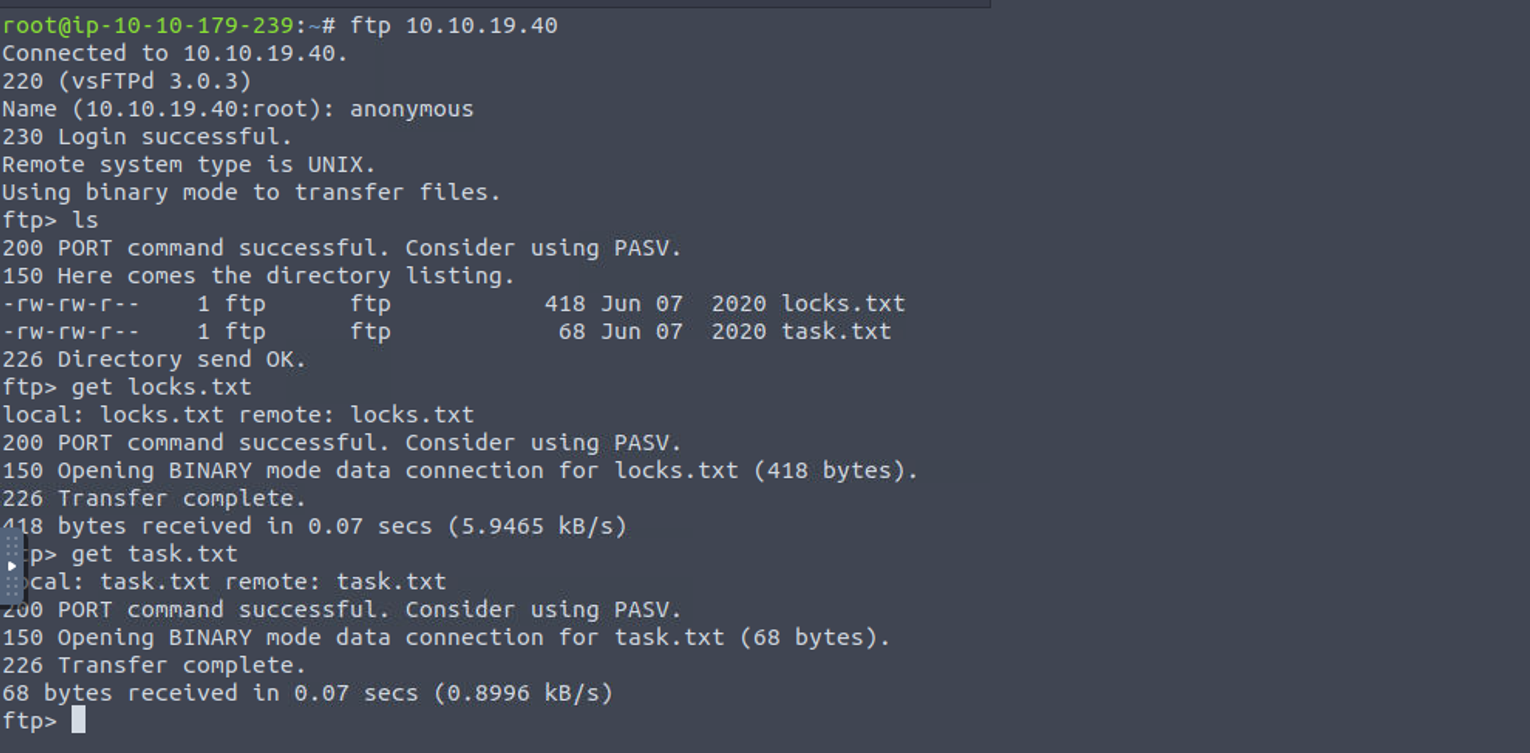 root@ip-10-10-179-239:~# ftp 10.10.19.40
Connected to 10.10.19.40.
220 (vsFTPd 3.0.3)
Name (10.10.19.40:root): anonymous
230 Login successful.
Remote system type is UNIX.
Using binary mode to transfer files.
ftp> ls
200 PORT command successful. Consider using PASV.
150 Here comes the directory listing.
-rw-rw-r--    1 ftp      ftp           418 Jun 07  2020 locks.txt
-rw-rw-r--    1 ftp      ftp            68 Jun 07  2020 task.txt
226 Directory send OK.
ftp> get locks.txt
local: locks.txt remote: locks.txt
200 PORT command successful. Consider using PASV.
150 Opening BINARY mode data connection for locks.txt (418 bytes).
226 Transfer complete.
418 bytes received in 0.07 secs (5.9465 kB/s)
ftp> get task.txt
local: task.txt remote: task.txt
200 PORT command successful. Consider using PASV.
150 Opening BINARY mode data connection for task.txt (68 bytes).
226 Transfer complete.
68 bytes received in 0.07 secs (0.8996 kB/s)
ftp>